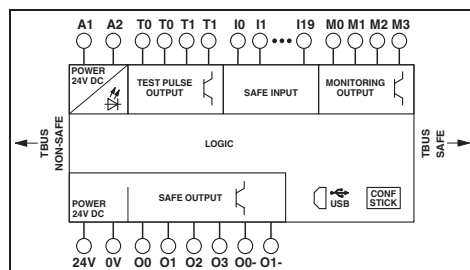 A1 A2 T0 T0 T1 T1 I0 I1 ••• I19 M0 M1 M2 M3
POWER
24V DC
TEST PULSE
OUTPUT
SAFE INPUT
MONITORING
OUTPUT
TBUS
NON-SAFE
LOGIC
TBUS
SAFE
POWER
24V DC
SAFE OUTPUT
USB
CONF
STICK
24V 0V O0 O1 O2 O3 O0- O1-